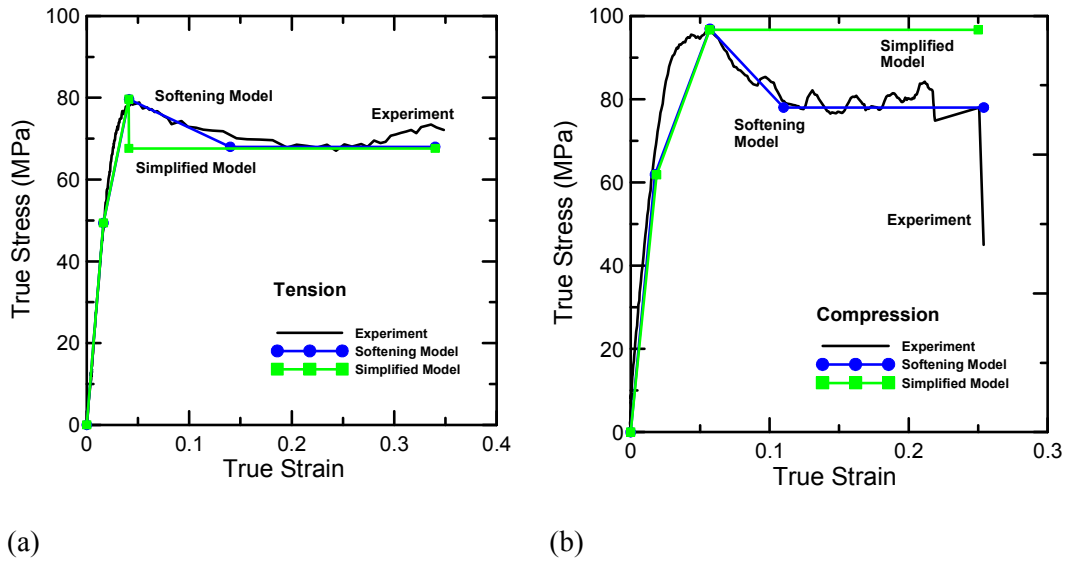 100
80
60
40
20
0
True Stress (MPa)
Softening Model
Experiment
Simplified Model
Tension
Experiment
Softening Model
Simplified Model
0
0.1
0.2
0.3
0.4
True Strain
(a)
100
80
60
40
20
0
True Stress (MPa)
Simplified
Model
Softening
Model
Experiment
Compression
Experiment
Softening Model
Simplified Model
0
0.1
0.2
0.3
True Strain
(b)